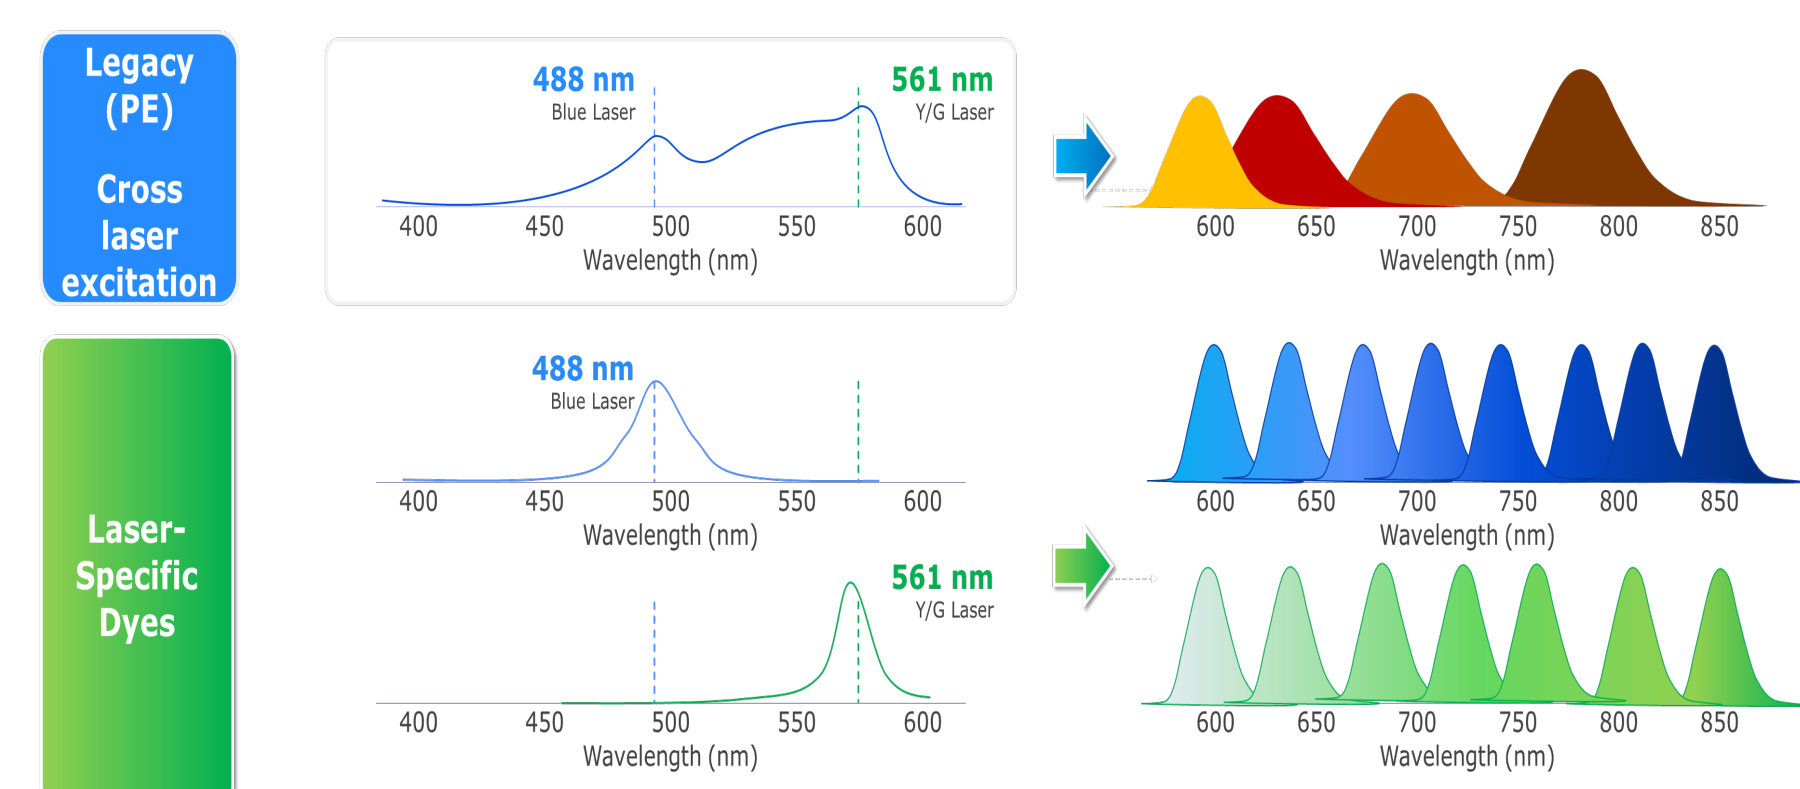 Legacy
(PE)
Cross
laser
excitation
488 nm
Blue Laser
561 nm
Y/G Laser
400 450 500 550 600
Wavelength (nm)
600 650 700 750 800 850
Wavelength (nm)
Laser-
Specific
Dyes
488 nm
Blue Laser
400 450 500 550 600
Wavelength (nm)
600 650 700 750 800 850
Wavelength (nm)
561 nm
Y/G Laser
400 450 500 550 600
Wavelength (nm)
600 650 700 750 800 850
Wavelength (nm)